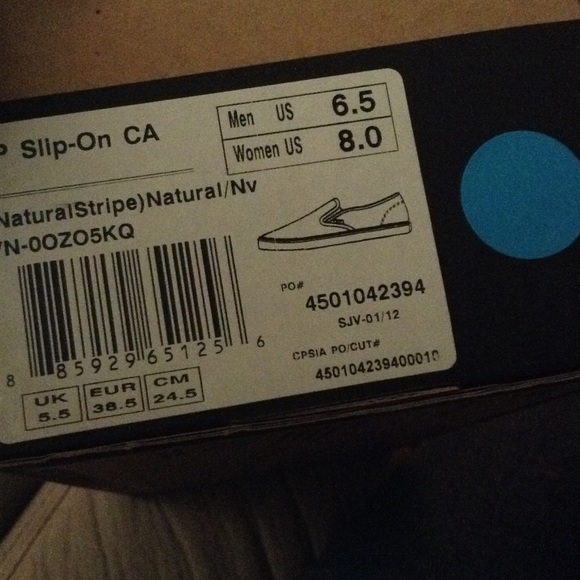 P Slip-On CA
Men US 6.5
Women US 8.0
NaturalStripe)Natural/Nv
VN-0OZO5KQ
PO# 4501042394
SJV-01/12
8 85929 65125 6
CPSIA PO/CUT#
450104239400010
UK 5.5
EUR 38.5
CM 24.5